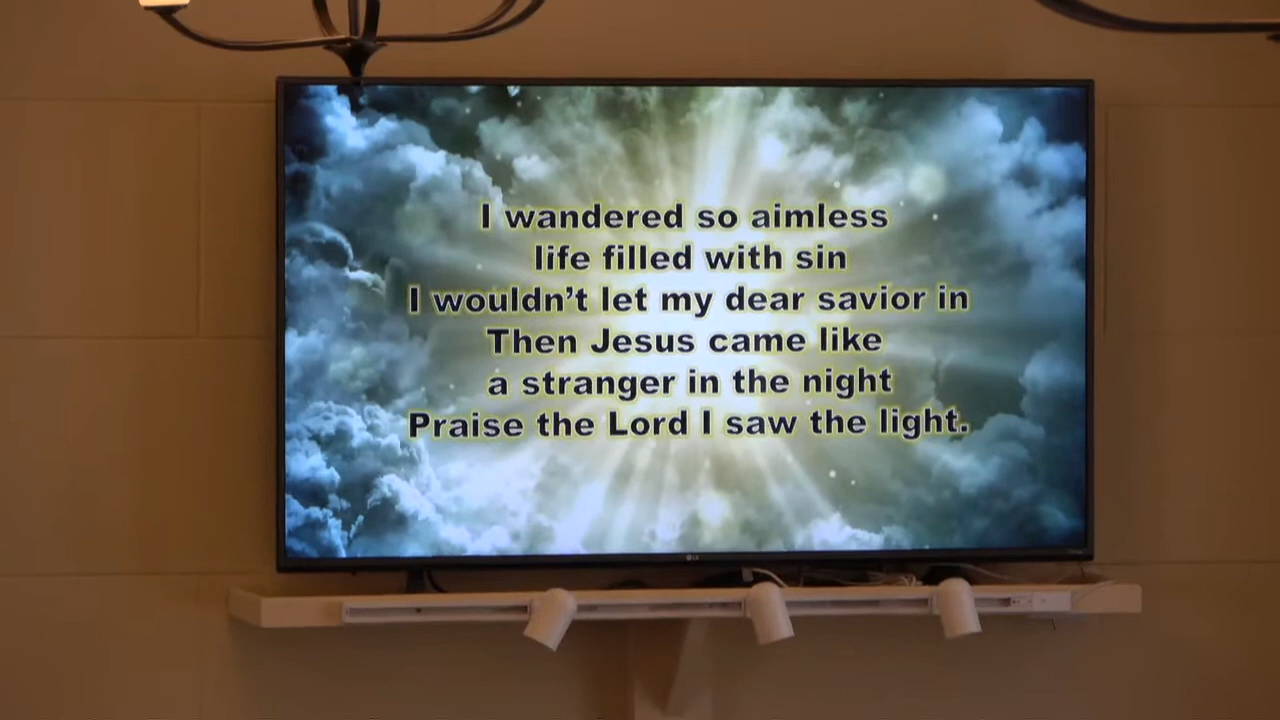 I wandered so aimless
life filled with sin
I wouldn't let my dear savior in
Then Jesus came like
a stranger in the night
Praise the Lord I saw the light.
LG